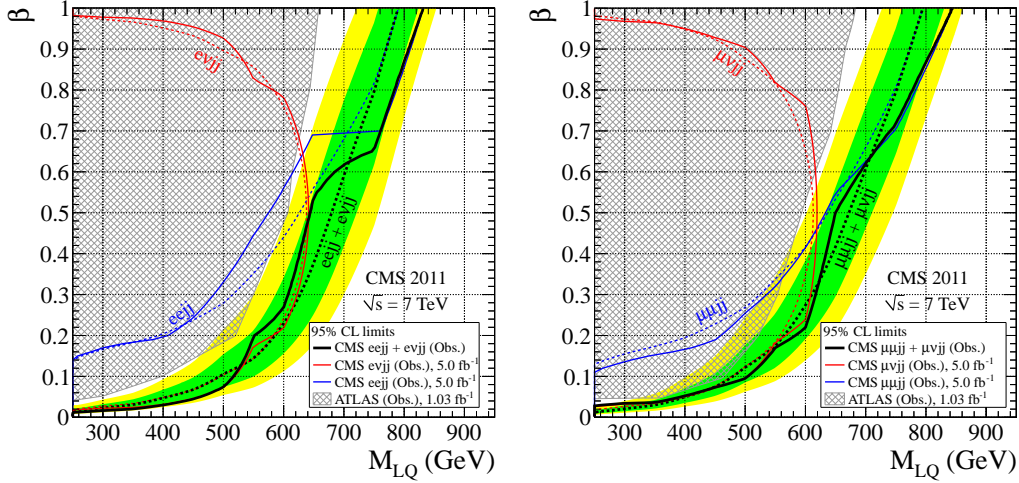 β
1
0.9
0.8
0.7
0.6
0.5
0.4
0.3
0.2
0.1
0
300 400 500 600 700 800 900
M_LQ (GeV)
eνjj
eejj
eejj + eνjj
CMS 2011
√s = 7 TeV
95% CL limits
CMS eejj + eνjj (Obs.)
CMS eνjj (Obs.), 5.0 fb⁻¹
CMS eejj (Obs.), 5.0 fb⁻¹
ATLAS (Obs.), 1.03 fb⁻¹
β
1
0.9
0.8
0.7
0.6
0.5
0.4
0.3
0.2
0.1
0
300 400 500 600 700 800 900
M_LQ (GeV)
μνjj
μμjj
μμjj + μνjj
CMS 2011
√s = 7 TeV
95% CL limits
CMS μμjj + μνjj (Obs.)
CMS μνjj (Obs.), 5.0 fb⁻¹
CMS μμjj (Obs.), 5.0 fb⁻¹
ATLAS (Obs.), 1.03 fb⁻¹